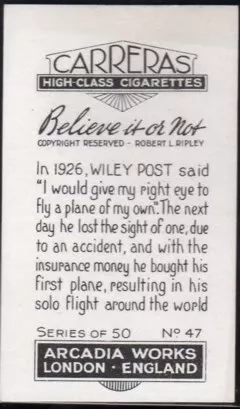 CARRERAS
HIGH-CLASS CIGARETTES
Believe it or Not
COPYRIGHT RESERVED - ROBERT L. RIPLEY
In 1926, WILEY POST said
"I would give my right eye to
fly a plane of my own". The next
day he lost the sight of one, due
to an accident, and with the
insurance money he bought his
first plane, resulting in his
solo flight around the world
SERIES OF 50 Nº 47
ARCADIA WORKS
LONDON · ENGLAND